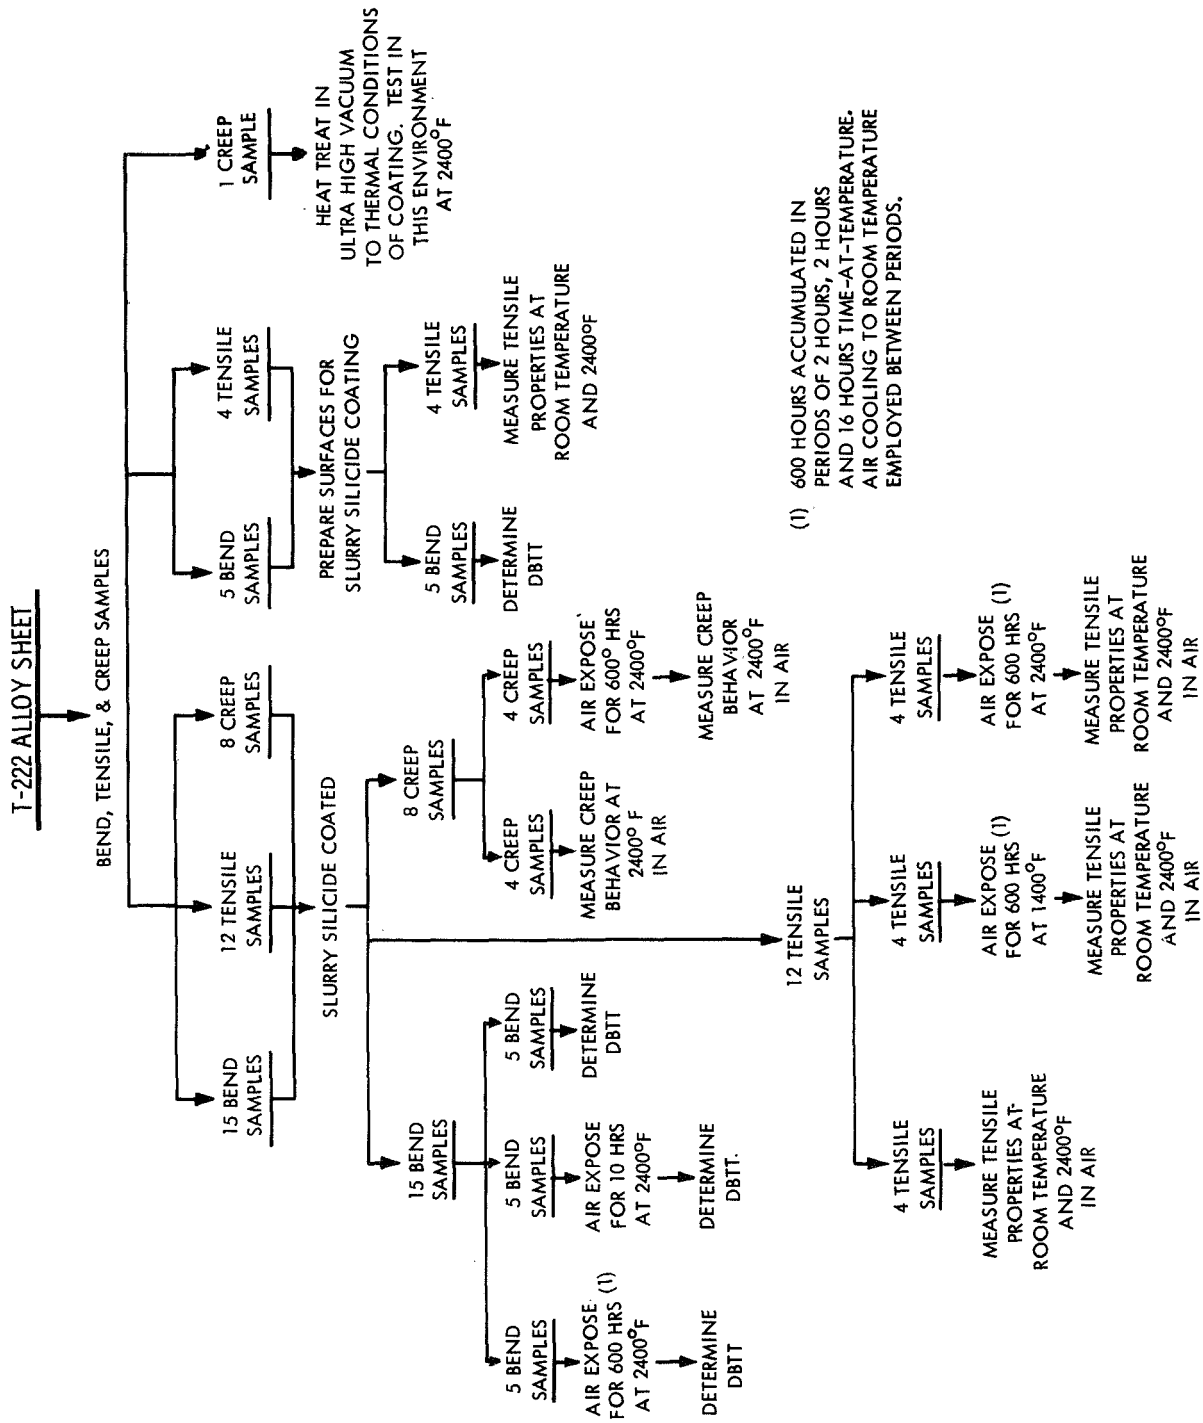 T-222 ALLOY SHEET
BEND, TENSILE, & CREEP SAMPLES
15 BEND
SAMPLES
12 TENSILE
SAMPLES
8 CREEP
SAMPLES
5 BEND
SAMPLES
4 TENSILE
SAMPLES
1 CREEP
SAMPLE
HEAT TREAT IN
ULTRA HIGH VACUUM
TO THERMAL CONDITIONS
OF COATING. TEST IN
THIS ENVIRONMENT
AT 2400°F
SLURRY SILICIDE COATED
PREPARE SURFACES FOR
SLURRY SILICIDE COATING
5 BEND
SAMPLES
DETERMINE
DBTT
4 TENSILE
SAMPLES
MEASURE TENSILE
PROPERTIES AT
ROOM TEMPERATURE
AND 2400°F
15 BEND
SAMPLES
8 CREEP
SAMPLES
5 BEND
SAMPLES
AIR EXPOSE
FOR 600 HRS (1)
AT 2400°F
DETERMINE
DBTT
5 BEND
SAMPLES
AIR EXPOSE
FOR 10 HRS
AT 2400°F
DETERMINE
DBTT.
5 BEND
SAMPLES
DETERMINE
DBTT
4 CREEP
SAMPLES
MEASURE CREEP
BEHAVIOR AT
2400° F
IN AIR
4 CREEP
SAMPLES
AIR EXPOSE
FOR 600° HRS
AT 2400°F
MEASURE CREEP
BEHAVIOR
AT 2400°F
IN AIR
12 TENSILE
SAMPLES
4 TENSILE
SAMPLES
MEASURE TENSILE
PROPERTIES AT
ROOM TEMPERATURE
AND 2400°F
IN AIR
4 TENSILE
SAMPLES
AIR EXPOSE
FOR 600 HRS (1)
AT 1400°F
MEASURE TENSILE
PROPERTIES AT
ROOM TEMPERATURE
AND 2400°F
IN AIR
4 TENSILE
SAMPLES
AIR EXPOSE
FOR 600 HRS (1)
AT 2400°F
MEASURE TENSILE
PROPERTIES AT
ROOM TEMPERATURE
AND 2400°F
IN AIR
(1) 600 HOURS ACCUMULATED IN
PERIODS OF 2 HOURS, 2 HOURS
AND 16 HOURS TIME-AT-TEMPERATURE.
AIR COOLING TO ROOM TEMPERATURE
EMPLOYED BETWEEN PERIODS.